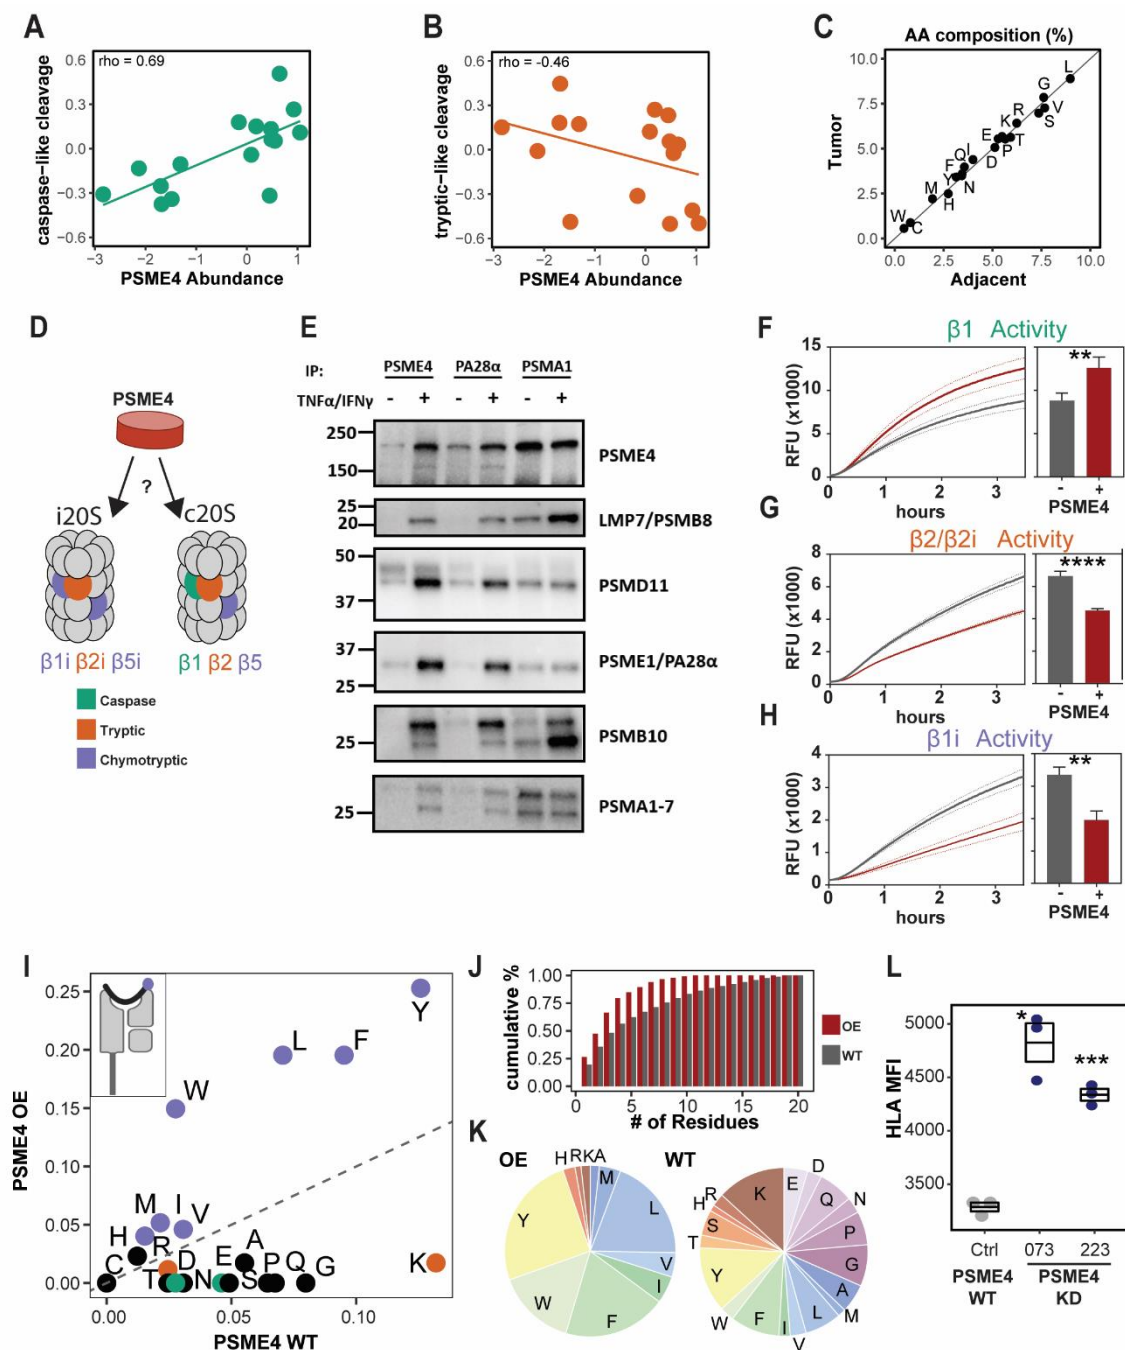 A
rho = 0.69
caspase-like cleavage
0.6
0.3
0.0
−0.3
−0.6
−3 −2 −1 0 1
PSME4 Abundance
B
rho = -0.46
tryptic-like cleavage
0.6
0.3
0.0
−0.3
−0.6
−3 −2 −1 0 1
PSME4 Abundance
C
AA composition (%)
Tumor
10.0
7.5
5.0
2.5
0.0
L
G
V
R
S
K
E
T
P
I
D
Q
F
N
Y
M
H
W
C
0.0 2.5 5.0 7.5 10.0
Adjacent
D
PSME4
?
i20S c20S
β1i β2i β5i β1 β2 β5
Caspase
Tryptic
Chymotryptic
E
IP: PSME4 PA28α PSMA1
TNFα/IFNγ - + - + - +
250
150
PSME4
25
20
LMP7/PSMB8
50
37
PSMD11
37
25
PSME1/PA28α
25
PSMB10
25
PSMA1-7
F
β1 Activity
RFU (x1000)
15
10
5
0
0 1 2 3
hours
**
- +
PSME4
G
β2/β2i Activity
RFU (x1000)
8
6
4
2
0
0 1 2 3
hours
****
- +
PSME4
H
β1i Activity
RFU (x1000)
4
3
2
1
0
0 1 2 3
hours
**
- +
PSME4
I
PSME4 OE
0.25
0.20
0.15
0.10
0.05
0.00
Y
L F
W
M I V
H R
C T D N E A S P Q G K
0.00 0.05 0.10
PSME4 WT
J
cumulative %
1.00
0.75
0.50
0.25
0.00
0 5 10 15 20
# of Residues
OE
WT
K
OE
H R K A
M
L
V
I
F
W
Y
WT
E
D
Q
N
P
G
A
M
L
V
I
F
W
Y
T
S
H
R
K
L
HLA MFI
5000
4500
4000
3500
*
***
Ctrl 073 223
PSME4 PSME4
WT KD